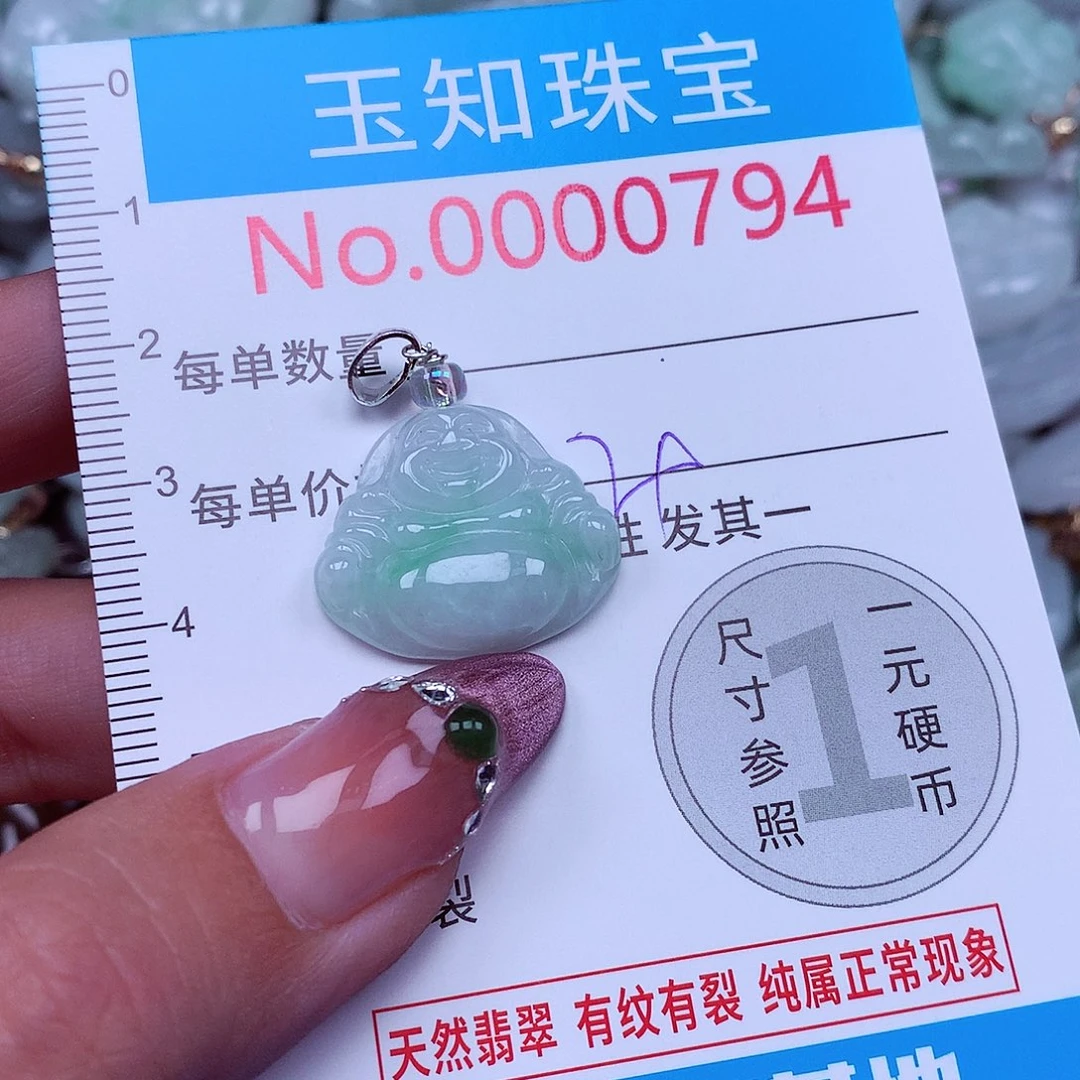 0
玉知珠宝
1
No.0000794
2
每单数量
3
每单价
发其一
4
尺寸参照
1
一元硬币
裂
天然翡翠 有纹有裂 纯属正常现象